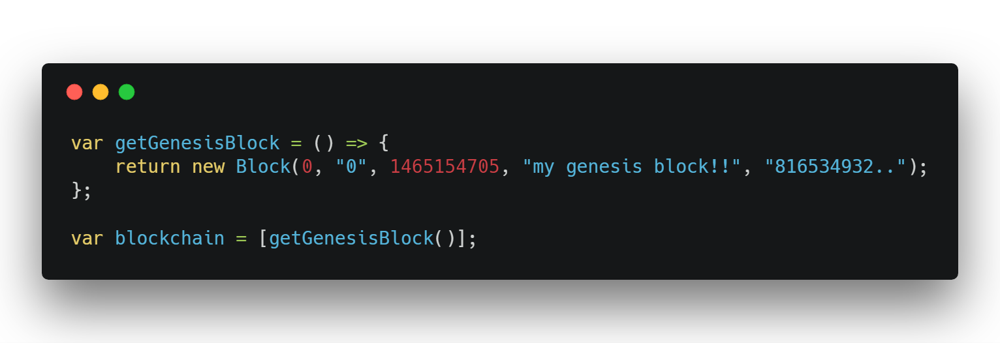 var getGenesisBlock = () => {
    return new Block(0, "0", 1465154705, "my genesis block!!", "816534932..");
};

var blockchain = [getGenesisBlock()];